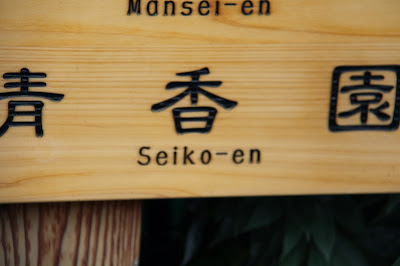 Mansei-en
青香園
Seiko-en